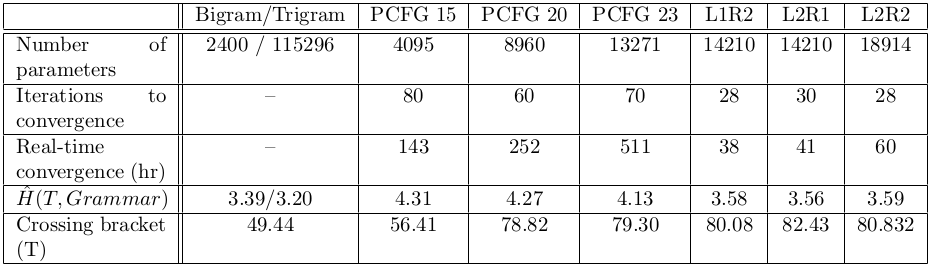 Bigram/Trigram PCFG 15 PCFG 20 PCFG 23 L1R2 L2R1 L2R2
Number of 2400 / 115296 4095 8960 13271 14210 14210 18914
parameters
Iterations to – 80 60 70 28 30 28
convergence
Real-time – 143 252 511 38 41 60
convergence (hr)
Ĥ(T, Grammar) 3.39/3.20 4.31 4.27 4.13 3.58 3.56 3.59
Crossing bracket 49.44 56.41 78.82 79.30 80.08 82.43 80.832
(T)